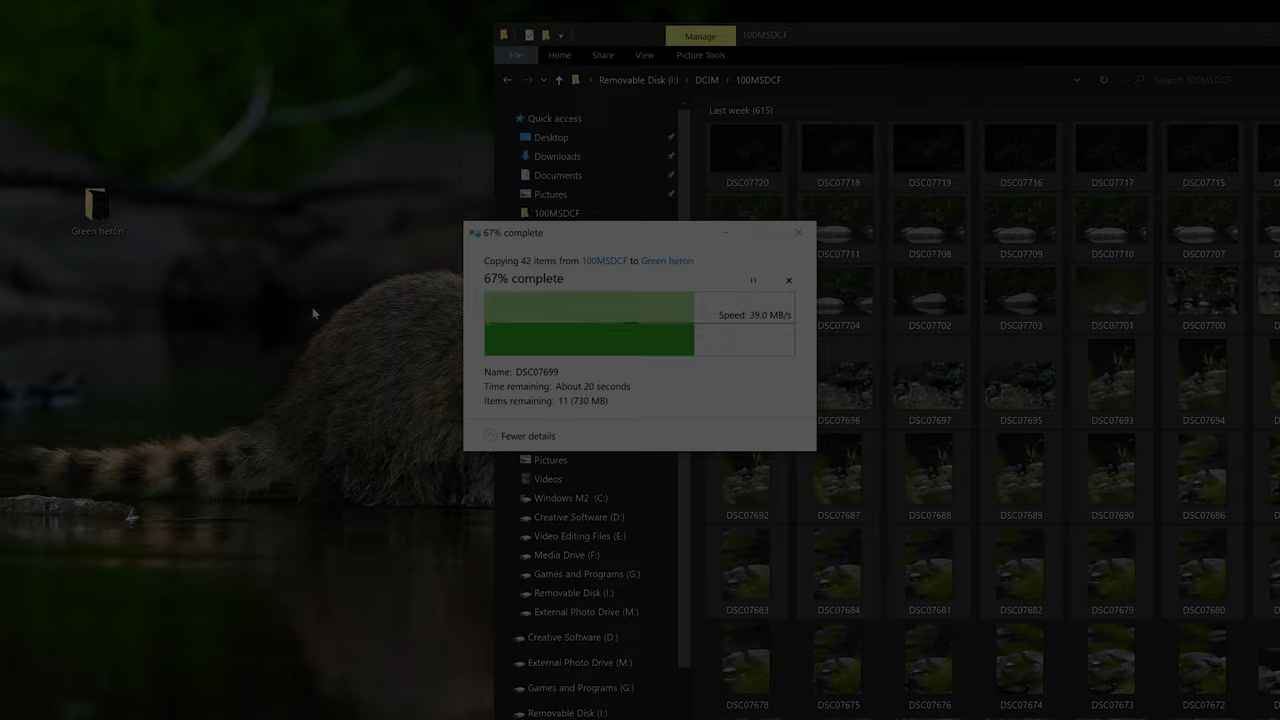 Manage
100MSDCF
File
Home
Share
View
Picture Tools
Removable Disk (I:)
DCIM
100MSDCF
Search 100MSDCF
Quick access
Desktop
Downloads
Documents
Pictures
100MSDCF
Last week (615)
DSC07720
DSC07718
DSC07719
DSC07716
DSC07717
DSC07715
DSC07711
DSC07708
DSC07709
DSC07710
DSC07707
DSC07704
DSC07702
DSC07703
DSC07701
DSC07700
DSC07696
DSC07697
DSC07695
DSC07693
DSC07694
DSC07692
DSC07687
DSC07688
DSC07689
DSC07690
DSC07686
DSC07683
DSC07684
DSC07681
DSC07682
DSC07679
DSC07680
DSC07678
DSC07675
DSC07676
DSC07674
DSC07673
DSC07672
Green heron
67% complete
Copying 42 items from 100MSDCF to Green heron
67% complete
Speed: 39.0 MB/s
Name: DSC07699
Time remaining: About 20 seconds
Items remaining: 11 (730 MB)
Fewer details
Pictures
Videos
Windows M2 (C:)
Creative Software (D:)
Video Editing Files (E:)
Media Drive (F:)
Games and Programs (G:)
Removable Disk (I:)
External Photo Drive (M:)
Creative Software (D:)
External Photo Drive (M:)
Games and Programs (G:)
Removable Disk (I:)